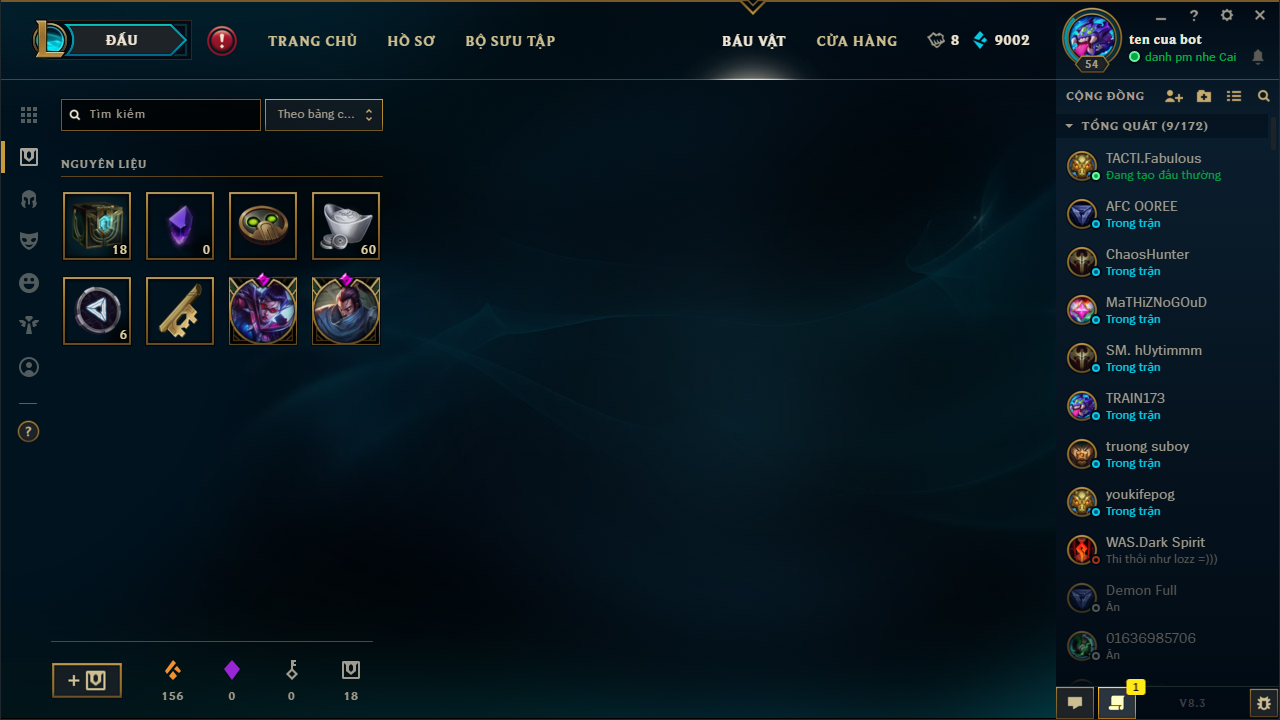 ĐẤU
TRANG CHỦ
HỒ SƠ
BỘ SƯU TẬP
BÁU VẬT
CỬA HÀNG
8
9002
54
ten cua bot
danh pm nhe Cai
Tìm kiếm
Theo bảng c...
NGUYÊN LIỆU
18
0
60
6
156
0
0
18
CỘNG ĐỒNG
TỔNG QUÁT (9/172)
TACTI.Fabulous
Đang tạo đấu thường
AFC OOREE
Trong trận
ChaosHunter
Trong trận
MaTHiZNoGOuD
Trong trận
SM. hUytimmm
Trong trận
TRAIN173
Trong trận
truong suboy
Trong trận
youkifepog
Trong trận
WAS.Dark Spirit
Thi thối như lozz =)))
Demon Full
Ẩn
01636985706
Ẩn
1
V8.3